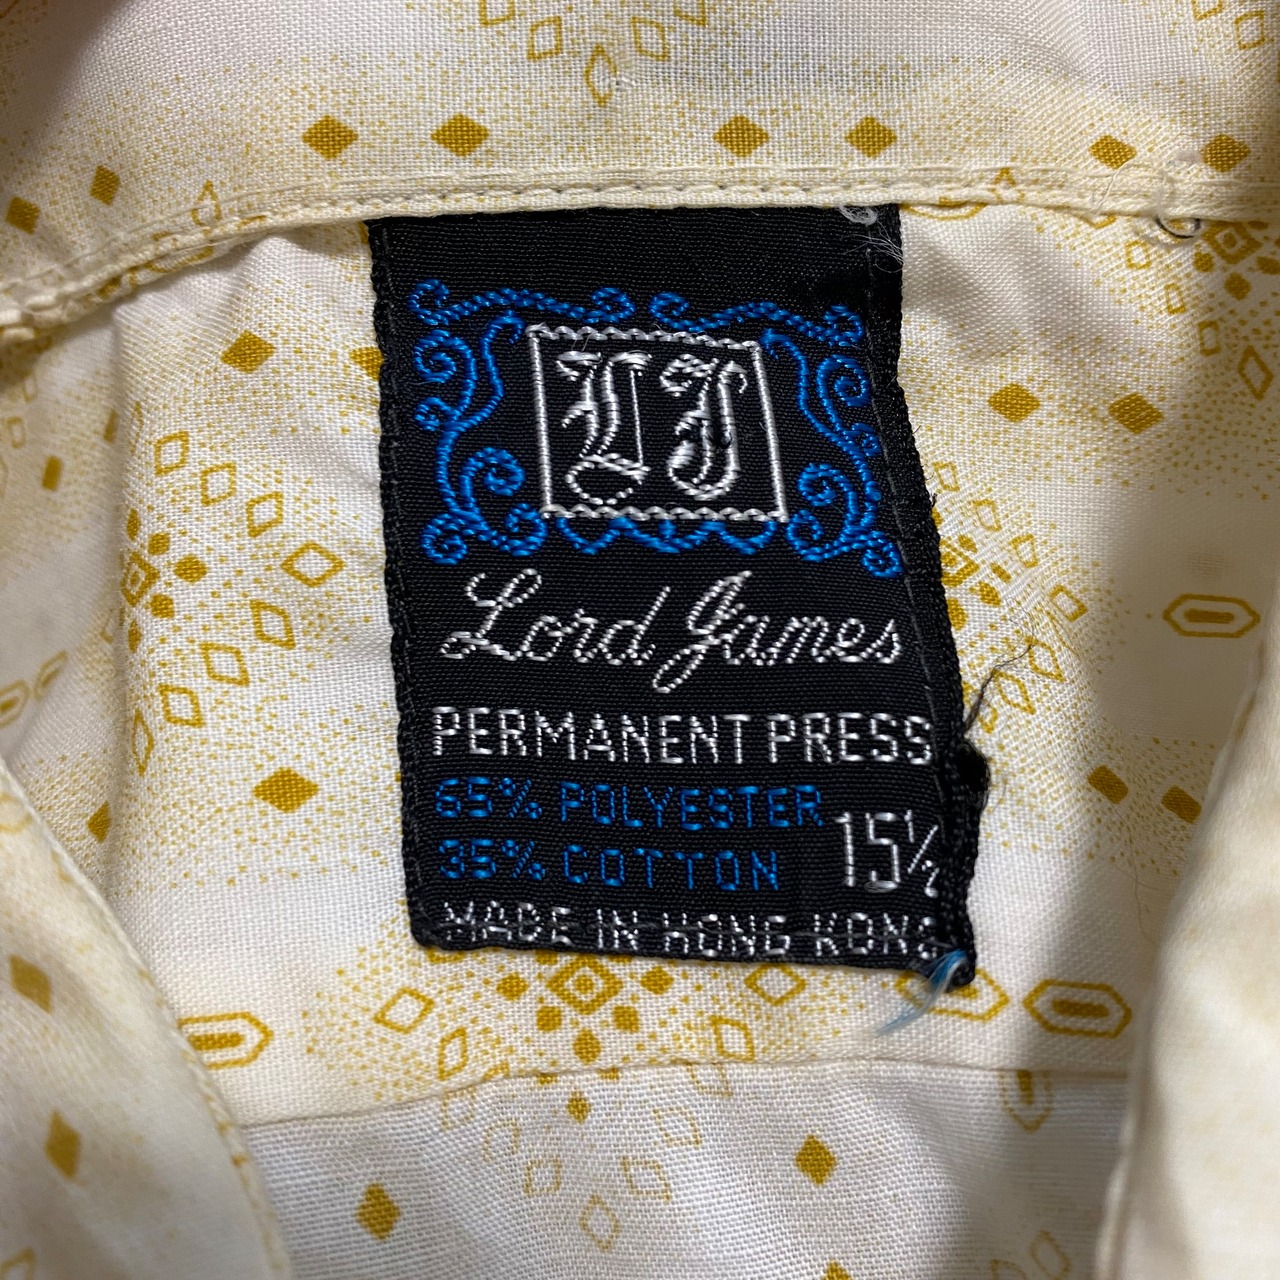 LJ
Lord James
PERMANENT PRESS
65% POLYESTER
35% COTTON 15½
MADE IN HONG KONG